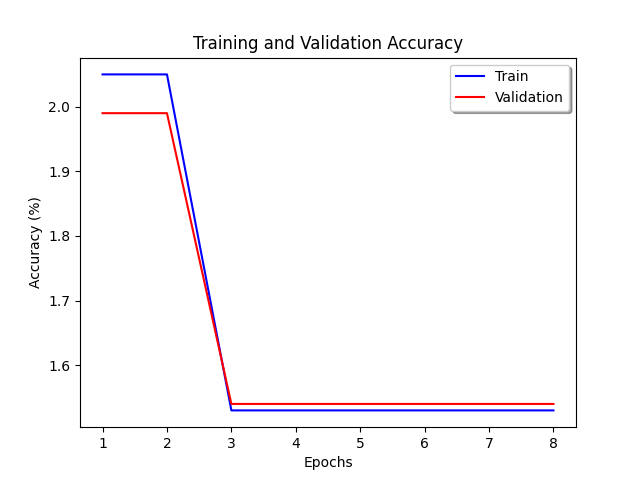 Training and Validation Accuracy
Train
Validation
Accuracy (%)
2.0
1.9
1.8
1.7
1.6
1 2 3 4 5 6 7 8
Epochs